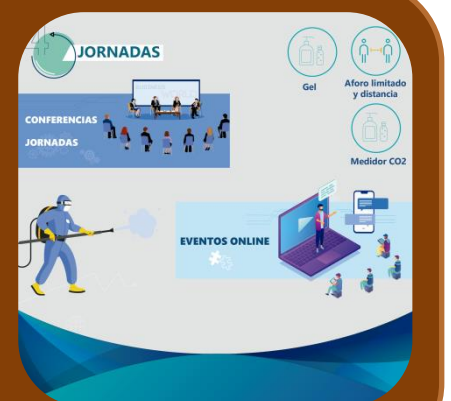 JORNADAS
Gel
Aforo limitado
y distancia
CONFERENCIAS
JORNADAS
Medidor CO2
EVENTOS ONLINE